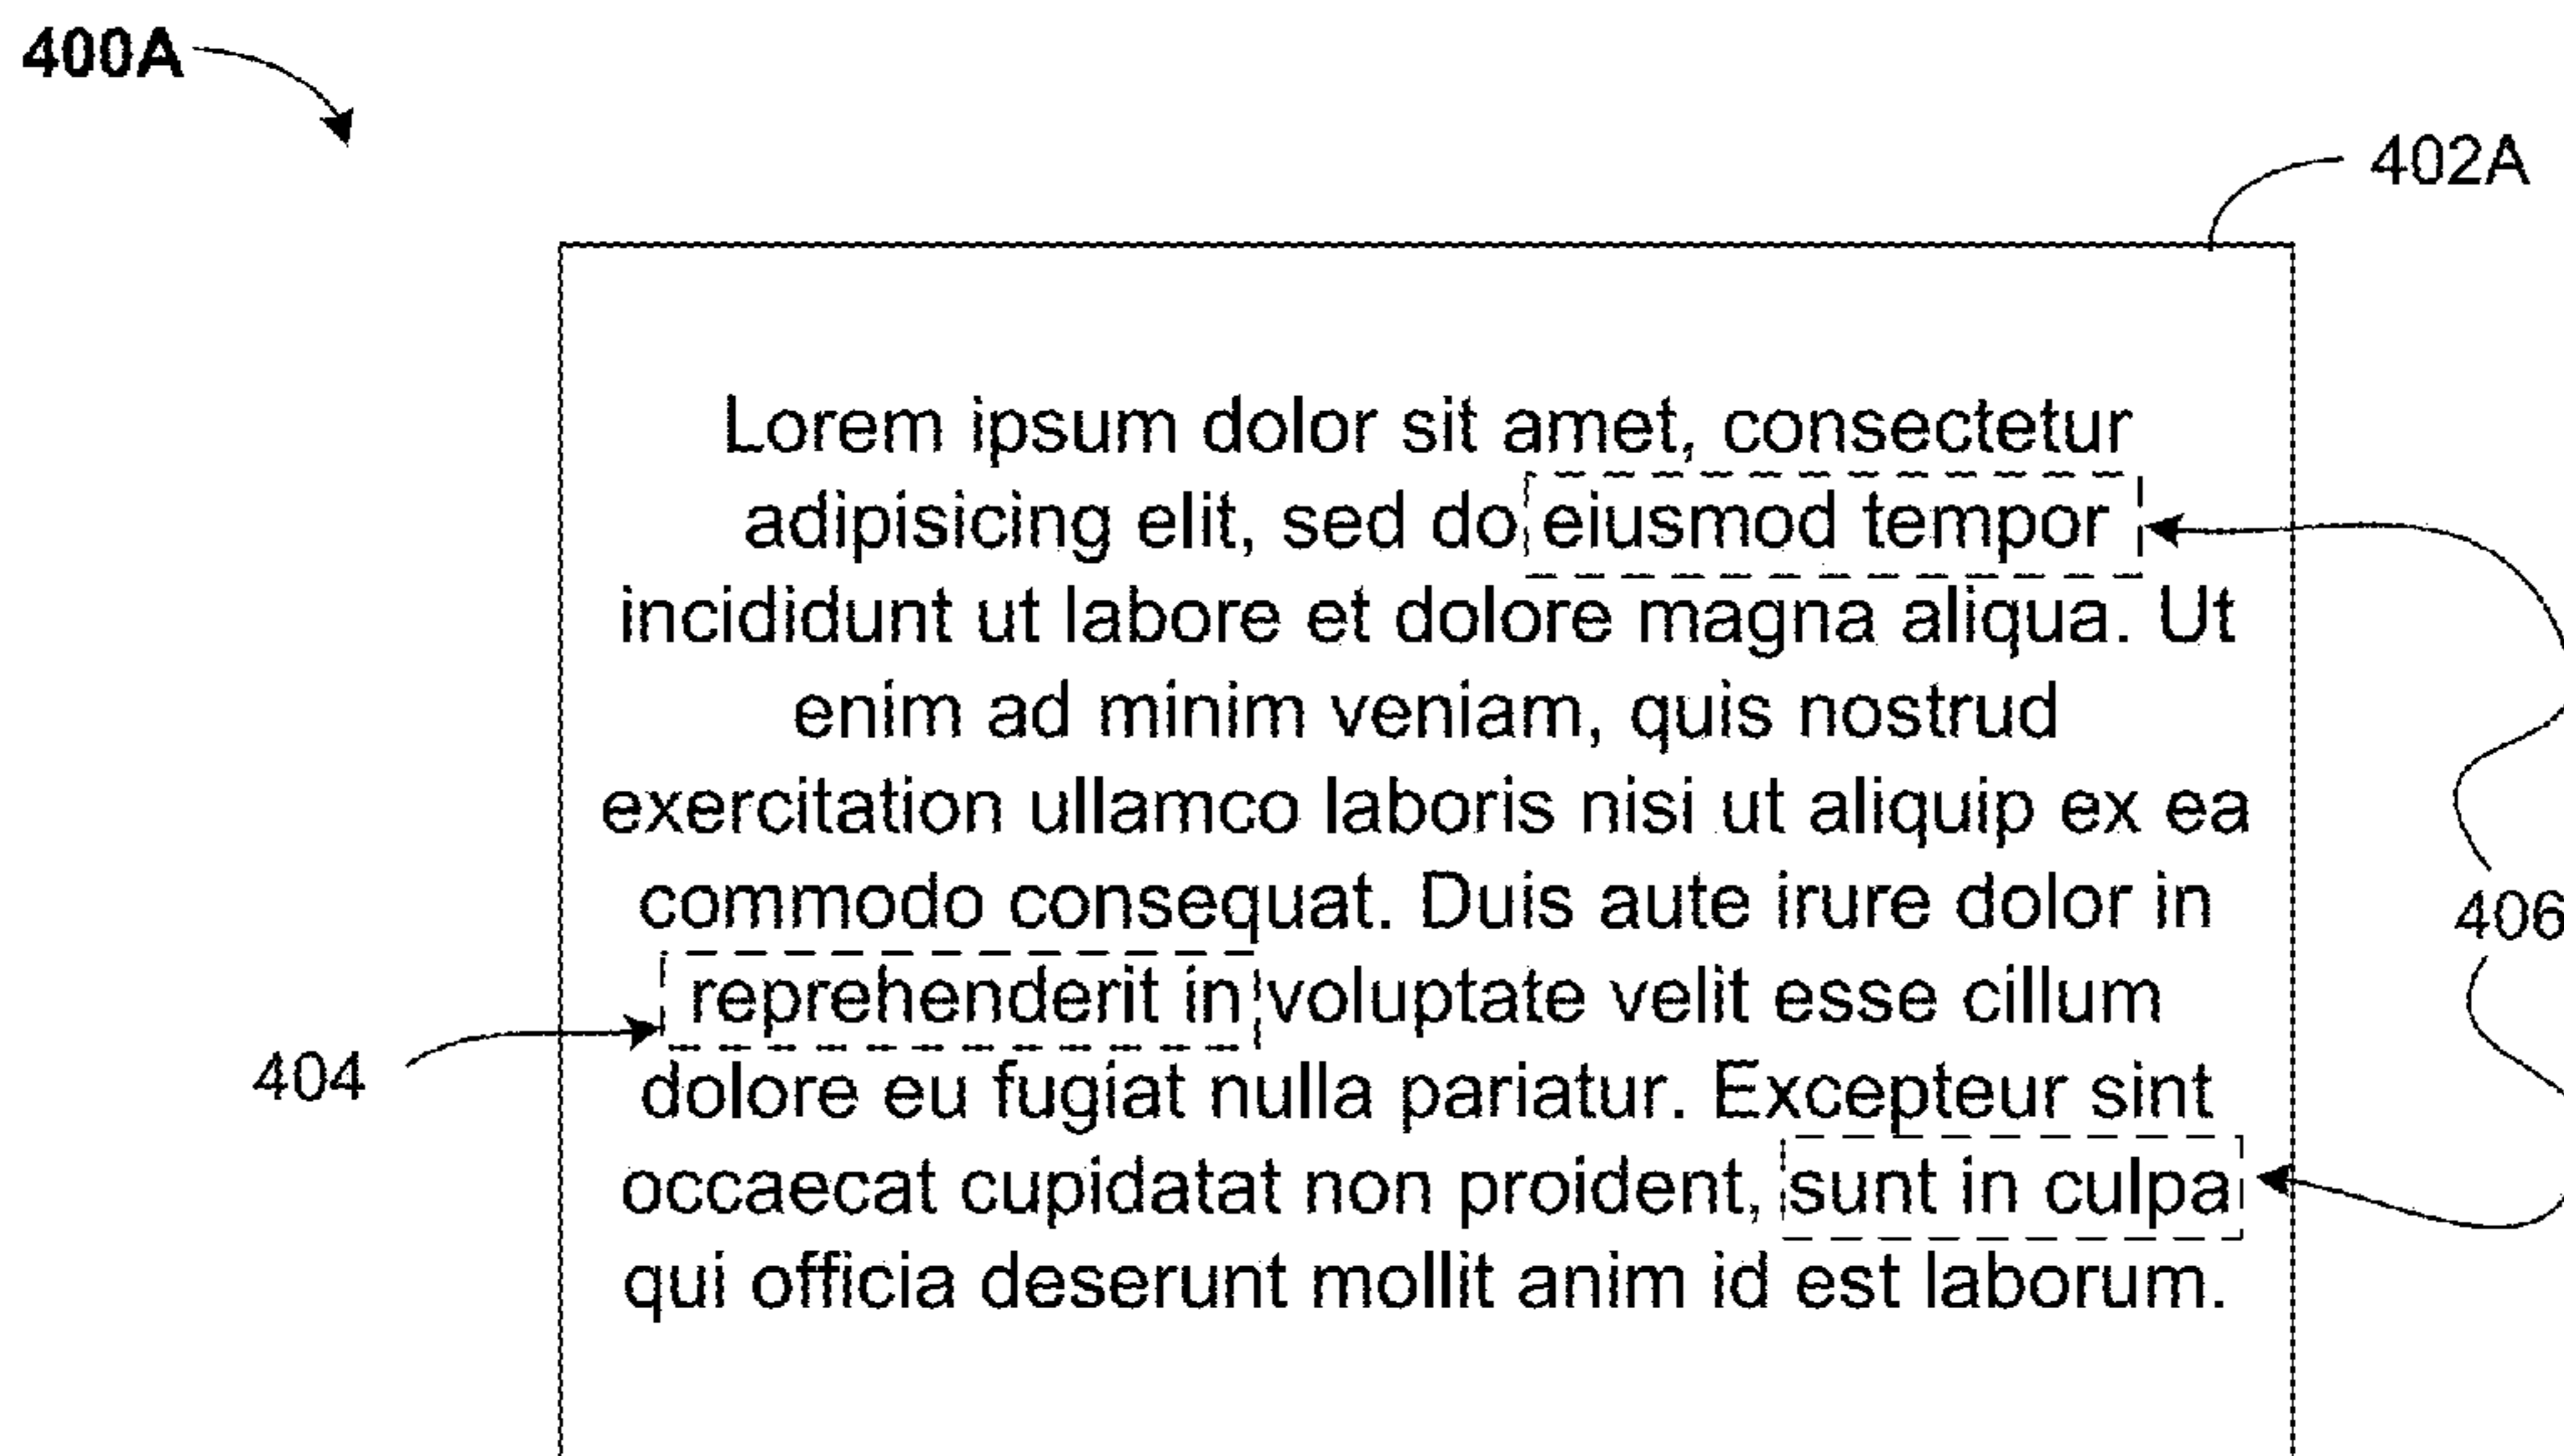 400A
402A
Lorem ipsum dolor sit amet, consectetur
adipisicing elit, sed do eiusmod tempor
incididunt ut labore et dolore magna aliqua. Ut
enim ad minim veniam, quis nostrud
exercitation ullamco laboris nisi ut aliquip ex ea
commodo consequat. Duis aute irure dolor in
406
reprehenderit in voluptate velit esse cillum
404
dolore eu fugiat nulla pariatur. Excepteur sint
occaecat cupidatat non proident, sunt in culpa
qui officia deserunt mollit anim id est laborum.